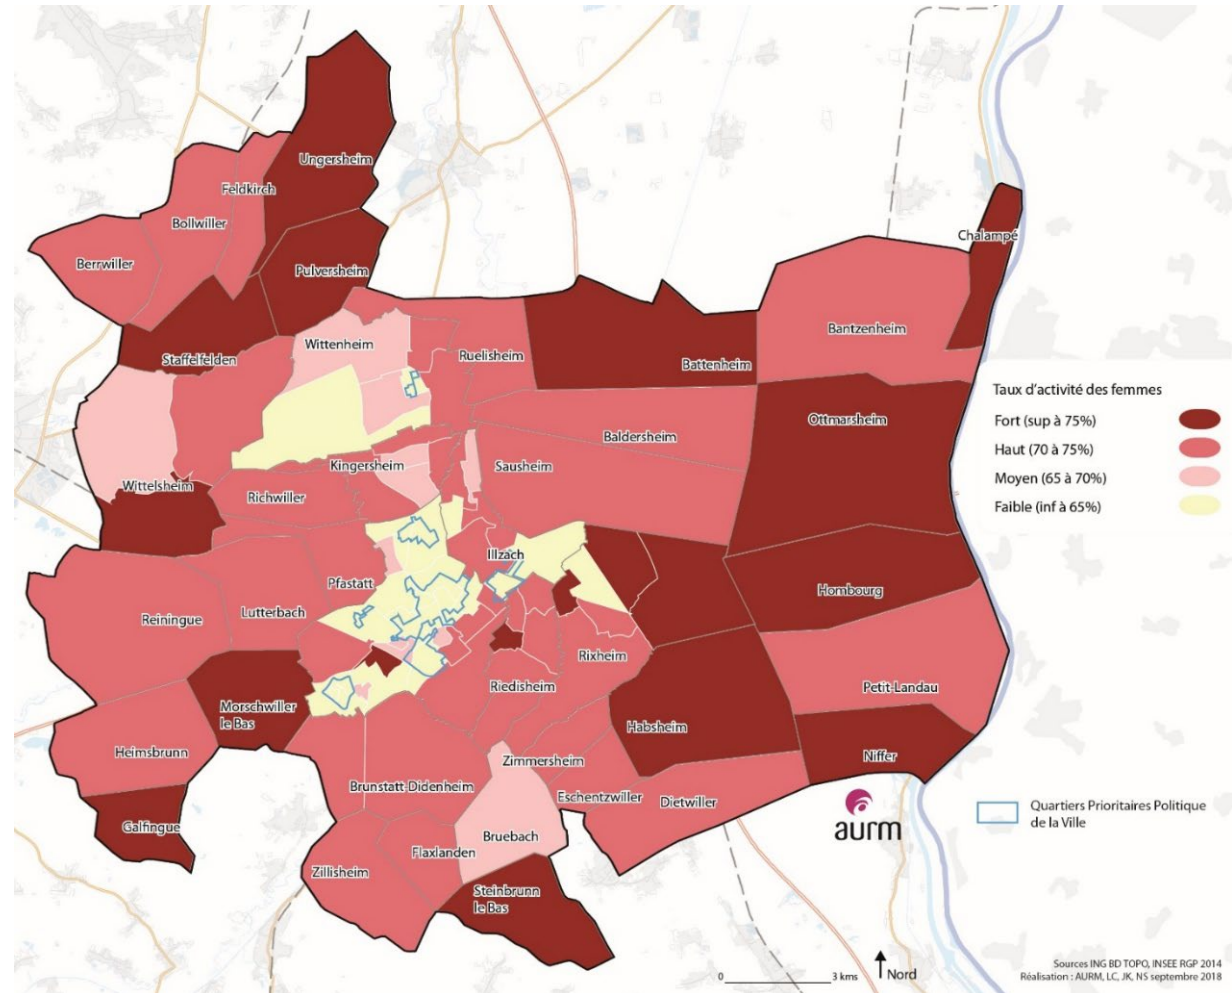 Ungersheim
Feldkirch
Bollwiller
Berrwiller
Pulversheim
Chalampé
Bantzenheim
Staffelfelden
Wittenheim
Ruelisheim
Battenheim
Taux d'activité des femmes
Fort (sup à 75%)
Haut (70 à 75%)
Moyen (65 à 70%)
Faible (inf à 65%)
Ottmarsheim
Baldersheim
Kingersheim
Sausheim
Wittelsheim
Richwiller
Illzach
Pfastatt
Hombourg
Lutterbach
Reiningue
Rixheim
Riedisheim
Petit-Landau
Morschwiller
le Bas
Habsheim
Heimsbrunn
Zimmersheim
Niffer
Brunstatt-Didenheim
Eschentzwiller
Dietwiller
Quartiers Prioritaires Politique
de la Ville
aurm
Galfingue
Bruebach
Flaxlanden
Zillisheim
Steinbrunn
le Bas
0 3 kms
Nord
Sources ING BD TOPO, INSEE RGP 2014
Réalisation : AURM, LC, JK, NS septembre 2018